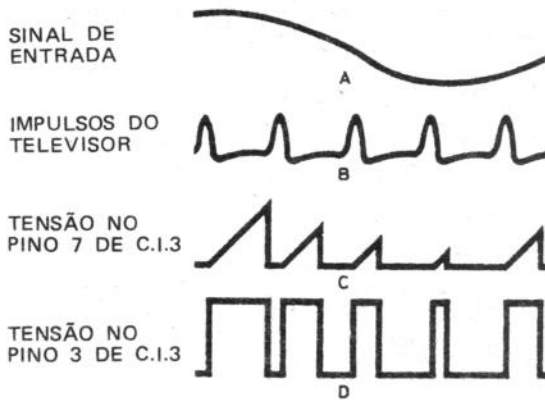 SINAL DE
ENTRADA
A
IMPULSOS DO
TELEVISOR
B
TENSÃO NO
PINO 7 DE C.I.3
C
TENSÃO NO
PINO 3 DE C.I.3
D